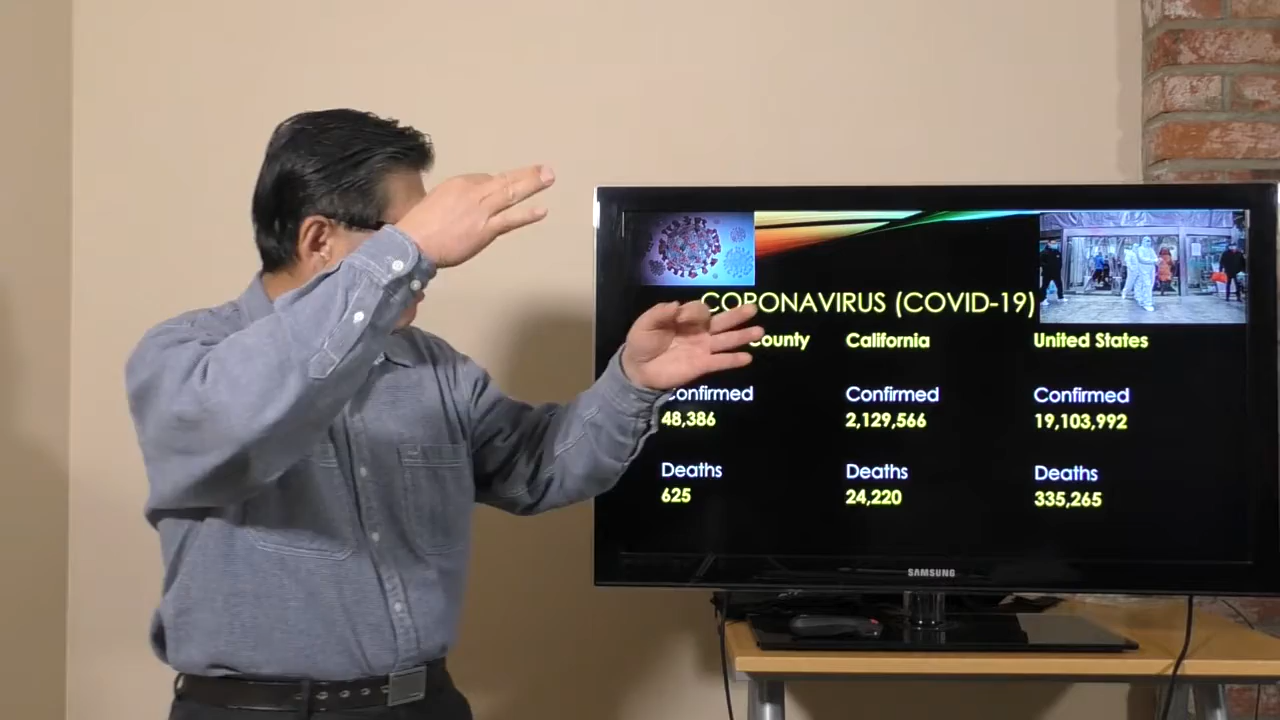 CORONAVIRUS (COVID-19)
County California United States
Confirmed Confirmed Confirmed
48,386 2,129,566 19,103,992
Deaths Deaths Deaths
625 24,220 335,265
SAMSUNG